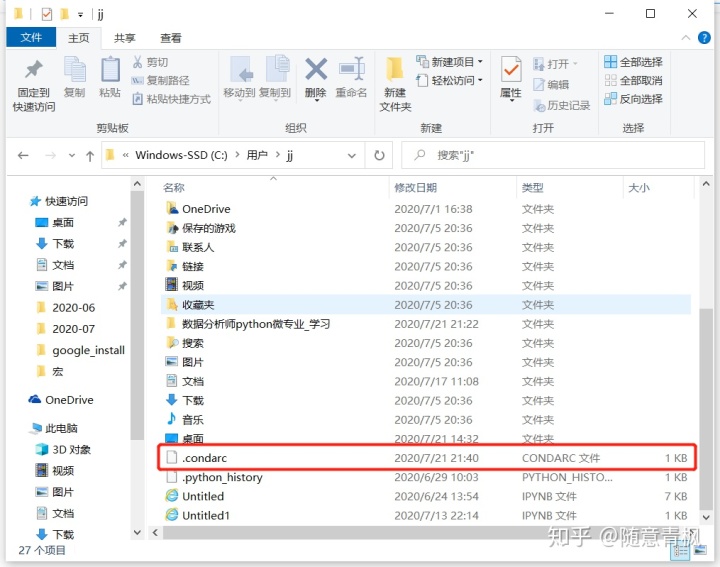 jj
文件 主页 共享 查看
固定到快速访问
复制
粘贴
剪切
复制路径
粘贴快捷方式
剪贴板
移动到
复制到
删除
重命名
组织
新建文件夹
新建项目
轻松访问
新建
属性
打开
编辑
历史记录
打开
全部选择
全部取消
反向选择
选择
« Windows-SSD (C:) > 用户 > jj
搜索"jj"
快速访问
桌面
下载
文档
图片
2020-06
2020-07
google_install
宏
OneDrive
此电脑
3D 对象
视频
图片
文档
下载
名称 修改日期 类型 大小
OneDrive 2020/7/1 16:38 文件夹
保存的游戏 2020/7/5 20:36 文件夹
联系人 2020/7/5 20:36 文件夹
链接 2020/7/5 20:36 文件夹
视频 2020/7/5 20:36 文件夹
收藏夹 2020/7/5 20:36 文件夹
数据分析师python微专业_学习 2020/7/21 21:22 文件夹
搜索 2020/7/5 20:36 文件夹
图片 2020/7/5 20:36 文件夹
文档 2020/7/17 11:08 文件夹
下载 2020/7/5 20:36 文件夹
音乐 2020/7/5 20:36 文件夹
桌面 2020/7/21 14:32 文件夹
.condarc 2020/7/21 21:40 CONDARC 文件 1 KB
.python_history 2020/6/29 10:03 PYTHON_HISTO... 1 KB
Untitled 2020/6/24 13:54 IPYNB 文件 7 KB
Untitled1 2020/7/13 22:14 IPYNB 文件 1 KB
27 个项目
知乎 @随意青枫